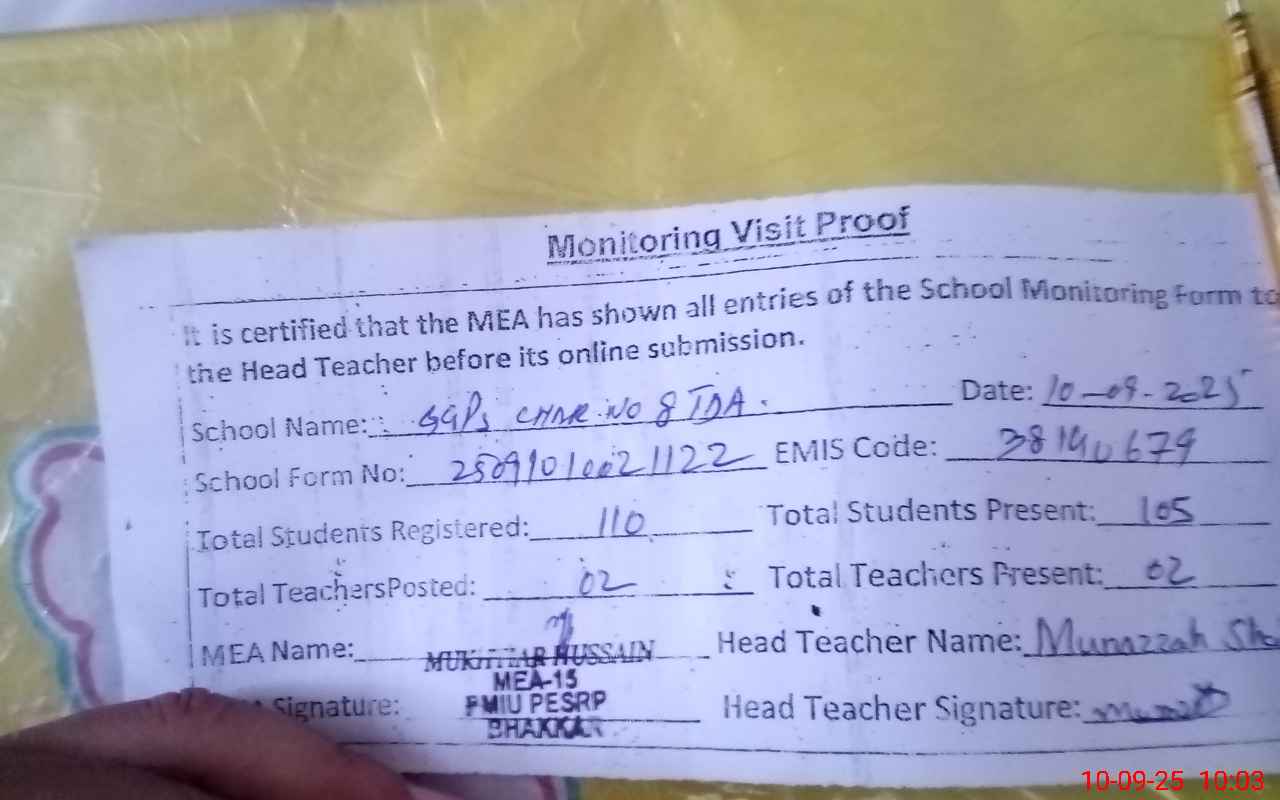 Monitoring Visit Proof
It is certified that the MEA has shown all entries of the School Monitoring Form to
the Head Teacher before its online submission.
School Name: GGPS CHAK NO 8 TDA. Date: 10-09-2025
School Form No: 25091010021122 EMIS Code: 38140679
Total Students Registered: 110 Total Students Present: 105
Total TeachersPosted: 02 Total Teachers Present: 02
MEA Name: MUKHTIAR HUSSAIN Head Teacher Name: Munazzah Sha
MEA-15
Signature: PMIU PESRP Head Teacher Signature:
BHAKKAR
10-09-25 10:03